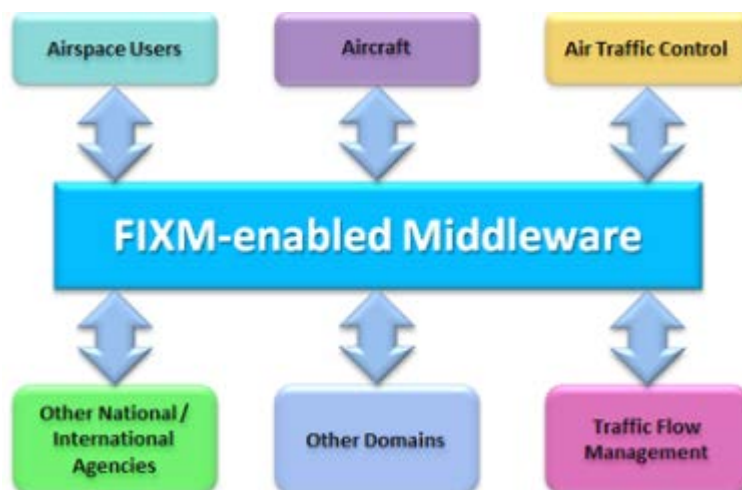 Airspace Users
Aircraft
Air Traffic Control
FIXM-enabled Middleware
Other National /
International
Agencies
Other Domains
Traffic Flow
Management